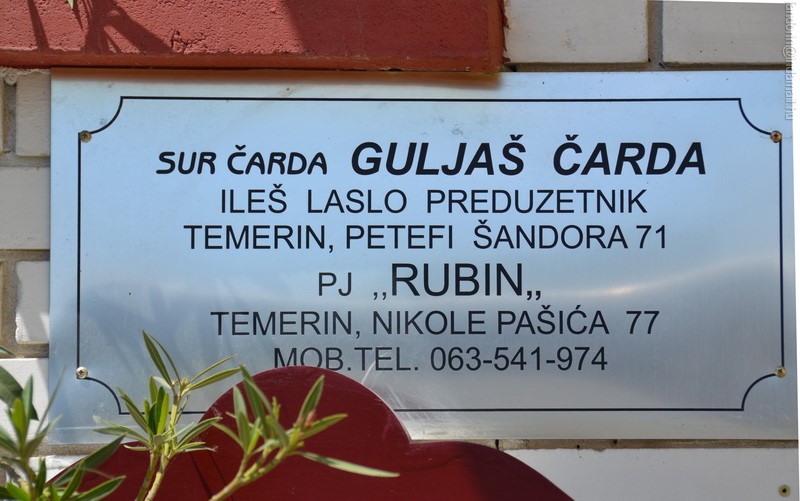 SUR ČARDA GULJAŠ ČARDA
ILEŠ LASLO PREDUZETNIK
TEMERIN, PETEFI ŠANDORA 71
PJ „RUBIN„
TEMERIN, NIKOLE PAŠIĆA 77
MOB.TEL. 063-541-974